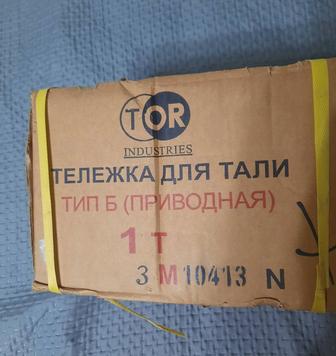 TOR
INDUSTRIES
ТЕЛЕЖКА ДЛЯ ТАЛИ
ТИП Б (ПРИВОДНАЯ)
1 Т
3 М 10413 N